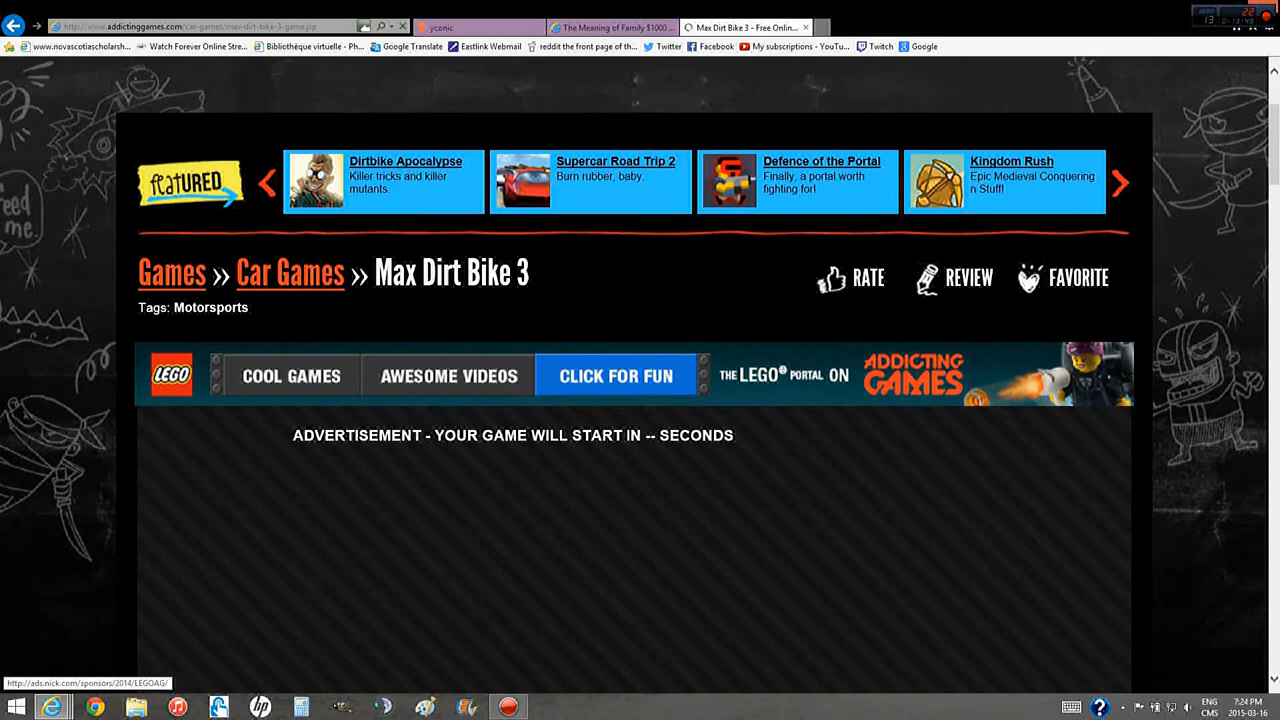 http://www.addictinggames.com/car-games/max-dirt-bike-3-game.jsp
yconic
The Meaning of Family $1000 ...
Max Dirt Bike 3 - Free Onlin...
www.novascotiascholarsh...
Watch Forever Online Stre...
Bibliothèque virtuelle - Ph...
Google Translate
Eastlink Webmail
reddit the front page of th...
Twitter
Facebook
My subscriptions - YouTu...
Twitch
Google
read me.
featured
Dirtbike Apocalypse
Killer tricks and killer
mutants.
Supercar Road Trip 2
Burn rubber, baby.
Defence of the Portal
Finally, a portal worth
fighting for!
Kingdom Rush
Epic Medieval Conquering
n Stuff!
Games » Car Games » Max Dirt Bike 3
RATE
REVIEW
FAVORITE
Tags: Motorsports
LEGO
COOL GAMES
AWESOME VIDEOS
CLICK FOR FUN
THE LEGO® PORTAL ON
ADDICTING
GAMES
ADVERTISEMENT - YOUR GAME WILL START IN -- SECONDS
http://ads.nick.com/sponsors/2014/LEGOAG/
hp
ENG
CMS
7:24 PM
2015-03-16